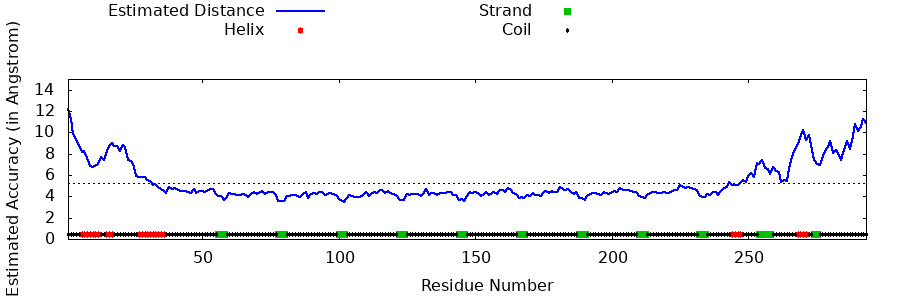 Estimated Distance
Strand
Helix
Coil
Estimated Accuracy (in Angstrom)
14
12
10
8
6
4
2
0
50
100
150
200
250
Residue Number